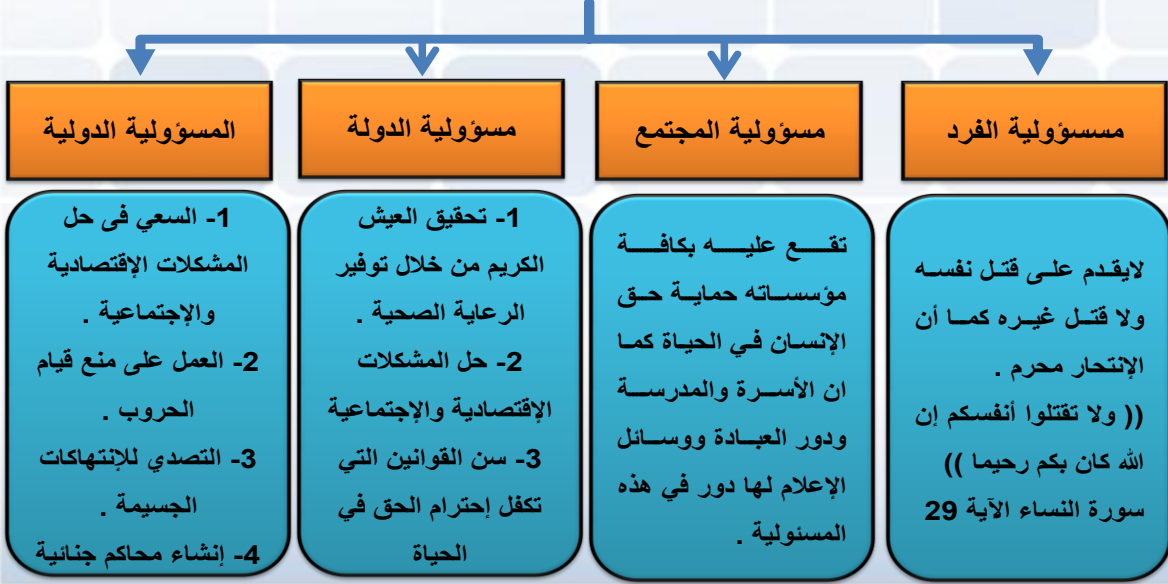 مسسؤولية الفرد
لايقدم على قتل نفسه
ولا قتل غيره كما أن
الإنتحار محرم .
(( ولا تقتلوا أنفسكم إن
الله كان بكم رحيما ))
سورة النساء الآية 29
مسؤولية المجتمع
تقع عليه بكافة
مؤسساته حماية حق
الإنسان في الحياة كما
ان الأسرة والمدرسة
ودور العبادة ووسائل
الإعلام لها دور في هذه
المسئولية .
مسؤولية الدولة
1- تحقيق العيش
الكريم من خلال توفير
الرعاية الصحية .
2- حل المشكلات
الإقتصادية والإجتماعية
3- سن القوانين التي
تكفل إحترام الحق في
الحياة
المسؤولية الدولية
1- السعي فى حل
المشكلات الإقتصادية
والإجتماعية .
2- العمل على منع قيام
الحروب .
3- التصدي للإنتهاكات
الجسيمة .
4- إنشاء محاكم جنائية